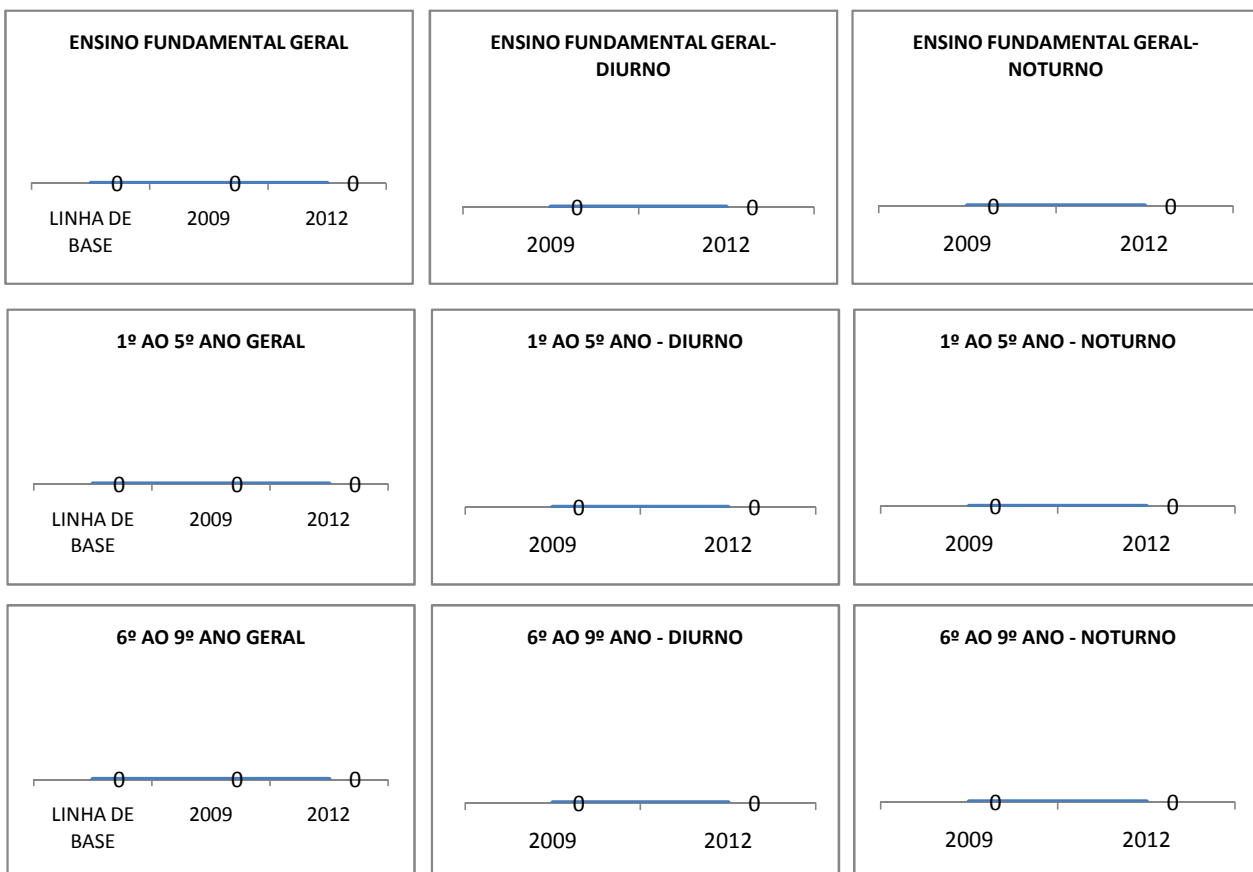 ENSINO FUNDAMENTAL GERAL
0 0 0
LINHA DE BASE 2009 2012
ENSINO FUNDAMENTAL GERAL-
DIURNO
0 0
2009 2012
ENSINO FUNDAMENTAL GERAL-
NOTURNO
0 0
2009 2012
1º AO 5º ANO GERAL
0 0 0
LINHA DE BASE 2009 2012
1º AO 5º ANO - DIURNO
0 0
2009 2012
1º AO 5º ANO - NOTURNO
0 0
2009 2012
6º AO 9º ANO GERAL
0 0 0
LINHA DE BASE 2009 2012
6º AO 9º ANO - DIURNO
0 0
2009 2012
6º AO 9º ANO - NOTURNO
0 0
2009 2012